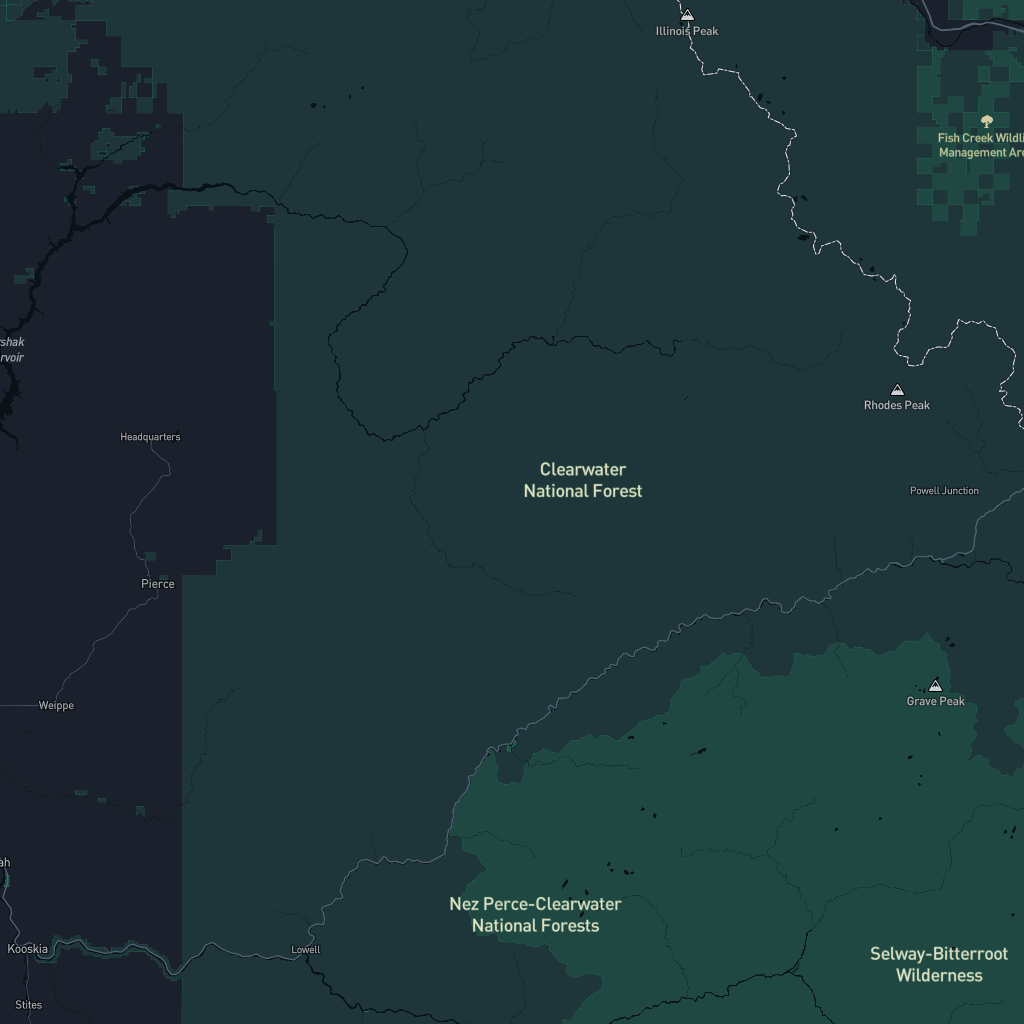 Illinois Peak
Fish Creek Wildli
Management Are
rshak
rvoir
Rhodes Peak
Headquarters
Clearwater
National Forest
Powell Junction
Pierce
Grave Peak
Weippe
ah
Nez Perce-Clearwater
National Forests
Kooskia
Lowell
Selway-Bitterroot
Wilderness
Stites